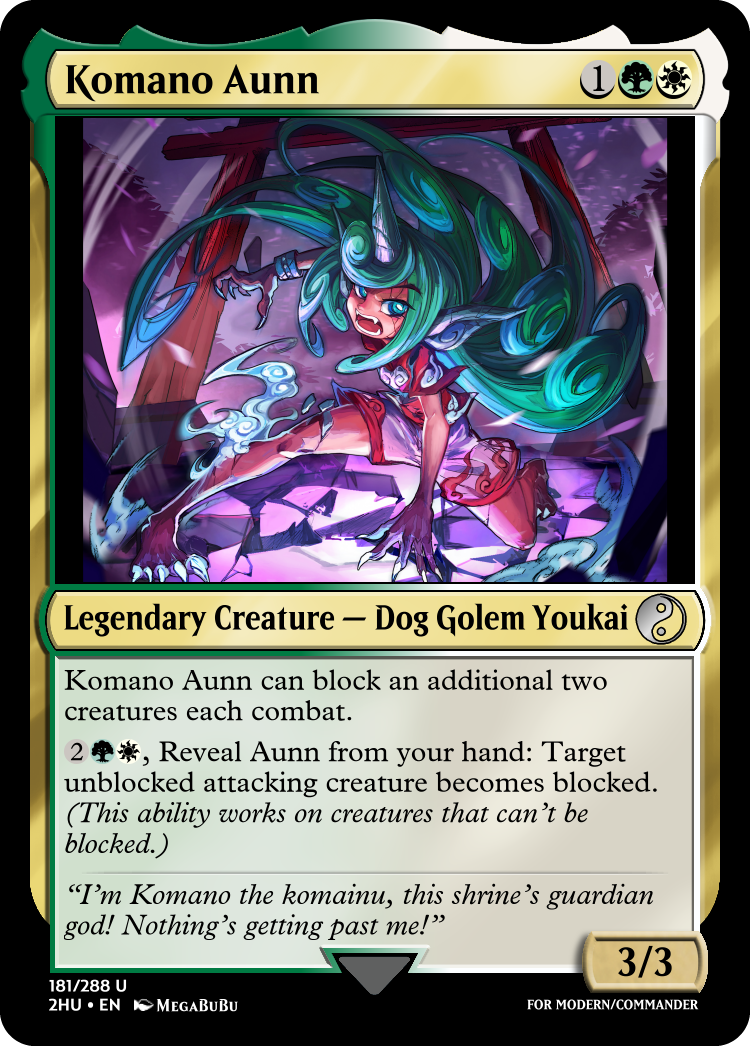 Komano Aunn 1
Legendary Creature — Dog Golem Youkai
Komano Aunn can block an additional two
creatures each combat.
2, Reveal Aunn from your hand: Target
unblocked attacking creature becomes blocked.
(This ability works on creatures that can't be
blocked.)
"I'm Komano the komainu, this shrine's guardian
god! Nothing's getting past me!"
3/3
181/288 U
2HU • EN MegaBuBu
FOR MODERN/COMMANDER